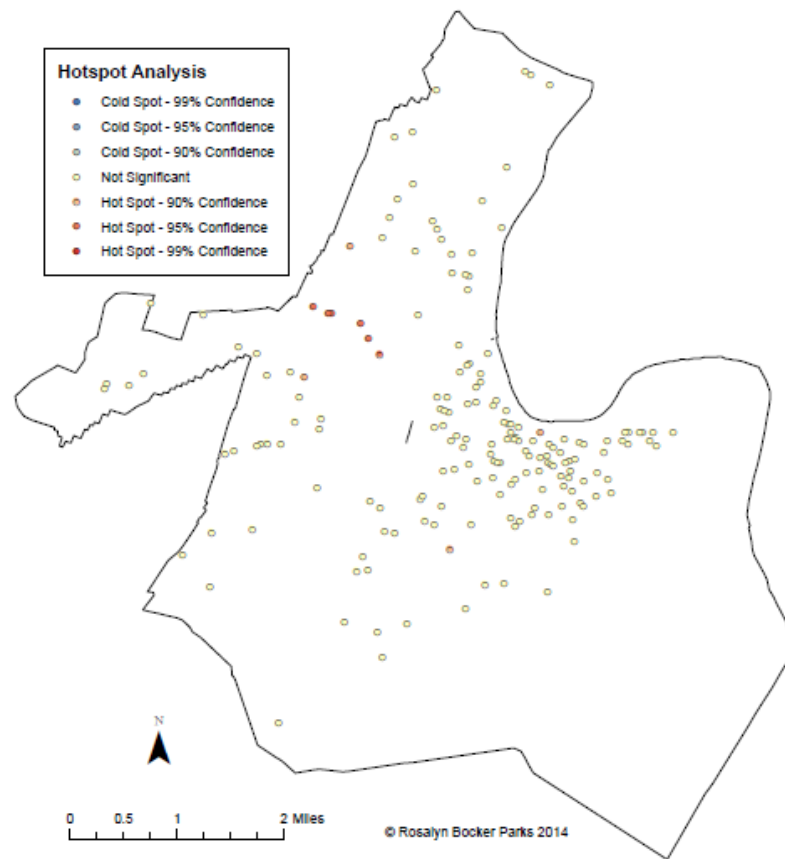 Hotspot Analysis
Cold Spot - 99% Confidence
Cold Spot - 95% Confidence
Cold Spot - 90% Confidence
Not Significant
Hot Spot - 90% Confidence
Hot Spot - 95% Confidence
Hot Spot - 99% Confidence
N
0 0.5 1 2 Miles
© Rosalyn Bocker Parks 2014